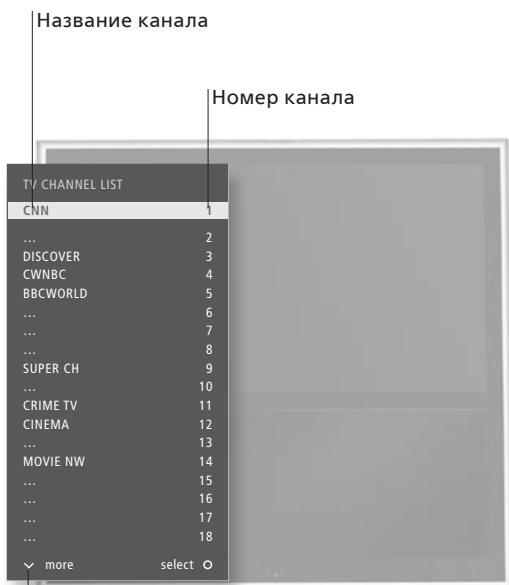 Название канала
Номер канала
TV CHANNEL LIST
CNN 1
... 2
DISCOVER 3
CWNBC 4
BBCWORLD 5
... 6
... 7
... 8
SUPER CH 9
... 10
CRIME TV 11
CINEMA 12
... 13
MOVIE NW 14
... 15
... 16
... 17
... 18
more select